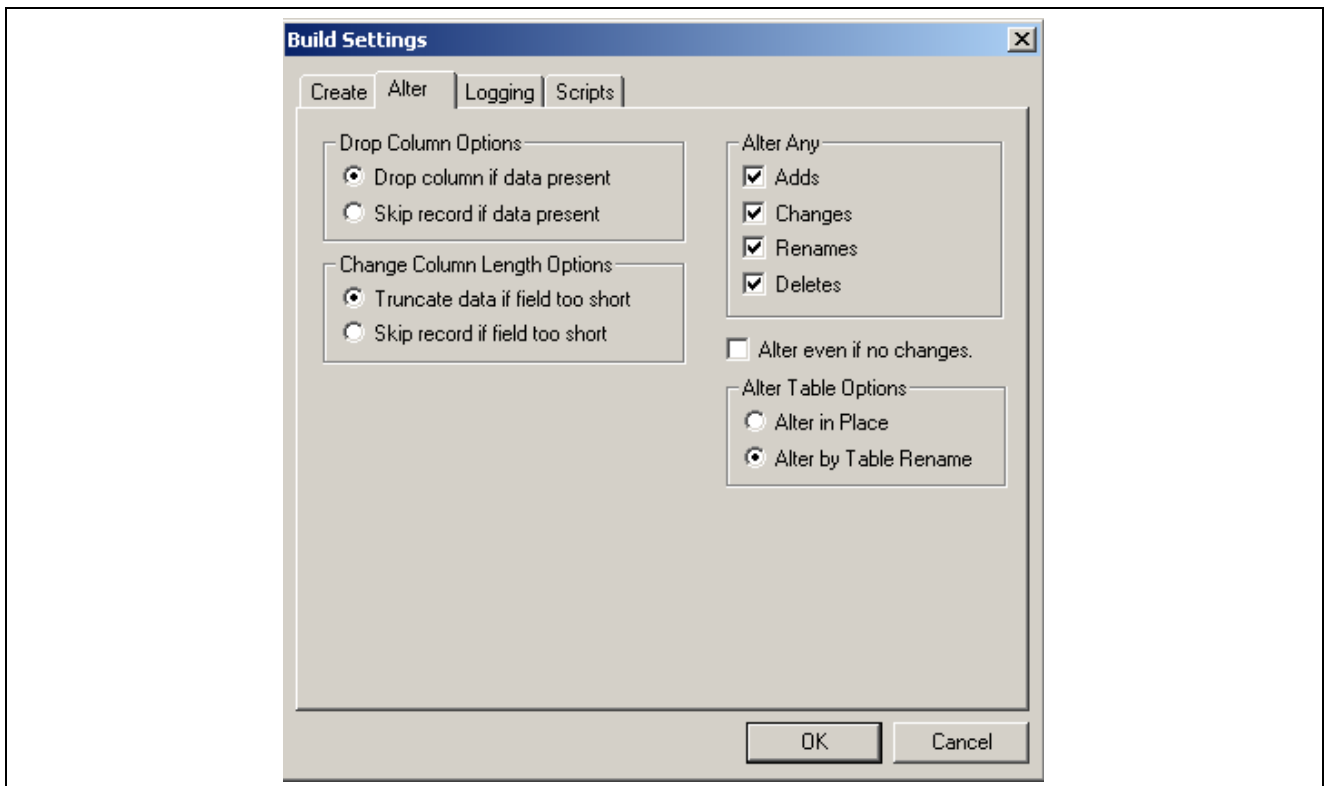 Build Settings
Create Alter Logging Scripts
Drop Column Options
Drop column if data present
Skip record if data present
Change Column Length Options
Truncate data if field too short
Skip record if field too short
Alter Any
Adds
Changes
Renames
Deletes
Alter even if no changes.
Alter Table Options
Alter in Place
Alter by Table Rename
OK Cancel